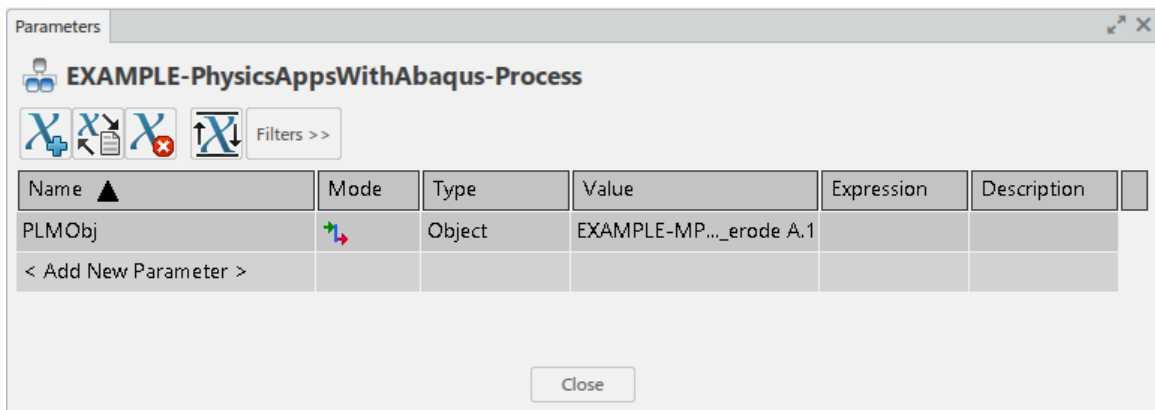 Parameters
EXAMPLE-PhysicsAppsWithAbaqus-Process
Filters >>
Name Mode Type Value Expression Description
PLMObj Object EXAMPLE-MP..._erode A.1
< Add New Parameter >
Close